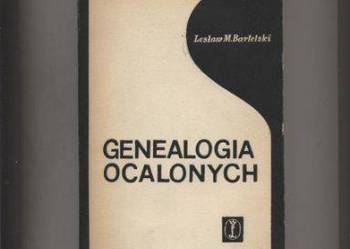 Lesław M. Bartelski
GENEALOGIA
OCALONYCH